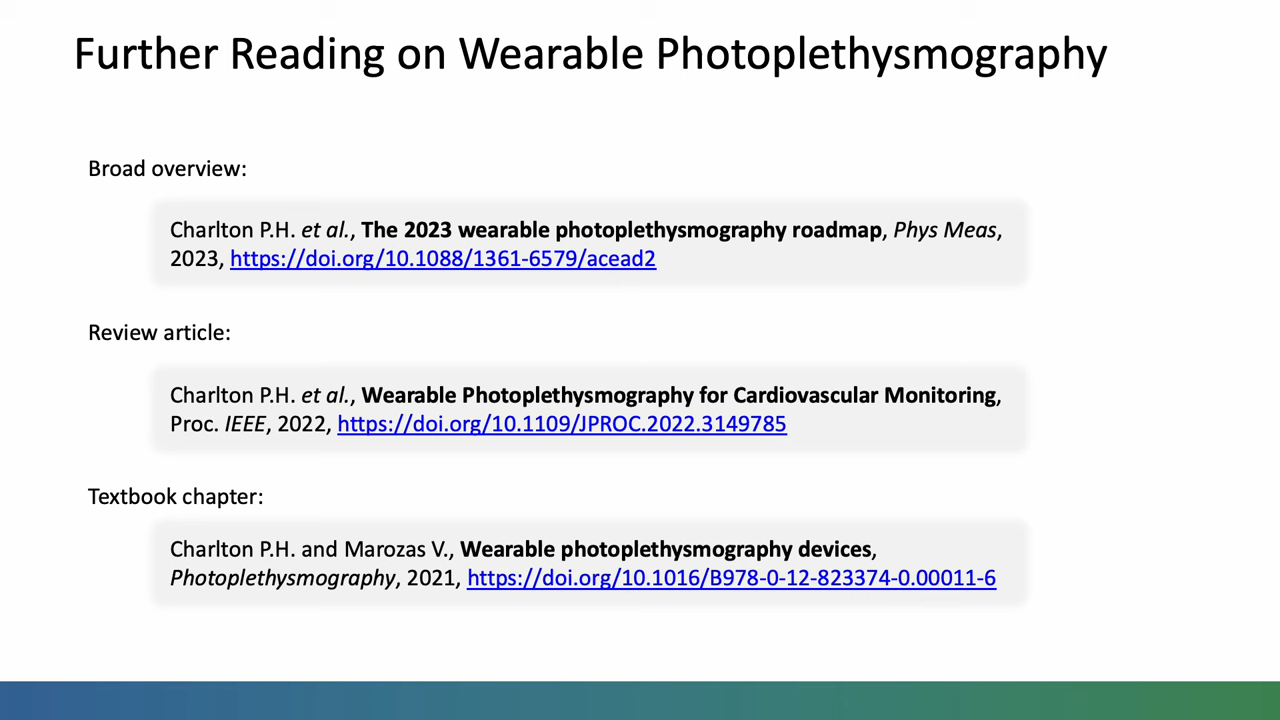 Further Reading on Wearable Photoplethysmography
Broad overview:
Charlton P.H. et al., The 2023 wearable photoplethysmography roadmap, Phys Meas,
2023, https://doi.org/10.1088/1361-6579/acead2
Review article:
Charlton P.H. et al., Wearable Photoplethysmography for Cardiovascular Monitoring,
Proc. IEEE, 2022, https://doi.org/10.1109/JPROC.2022.3149785
Textbook chapter:
Charlton P.H. and Marozas V., Wearable photoplethysmography devices,
Photoplethysmography, 2021, https://doi.org/10.1016/B978-0-12-823374-0.00011-6